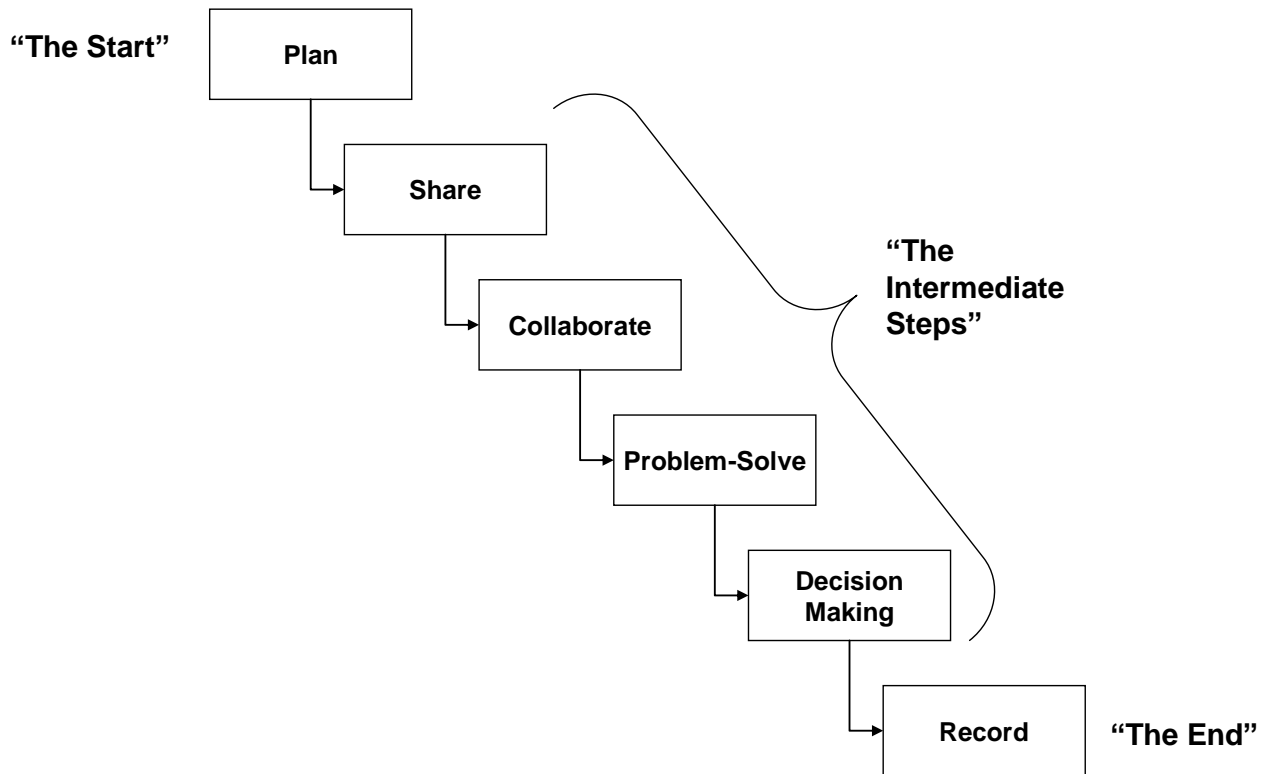 “The Start”
Plan
Share
“The
Intermediate
Steps”
Collaborate
Problem-Solve
Decision
Making
Record
“The End”